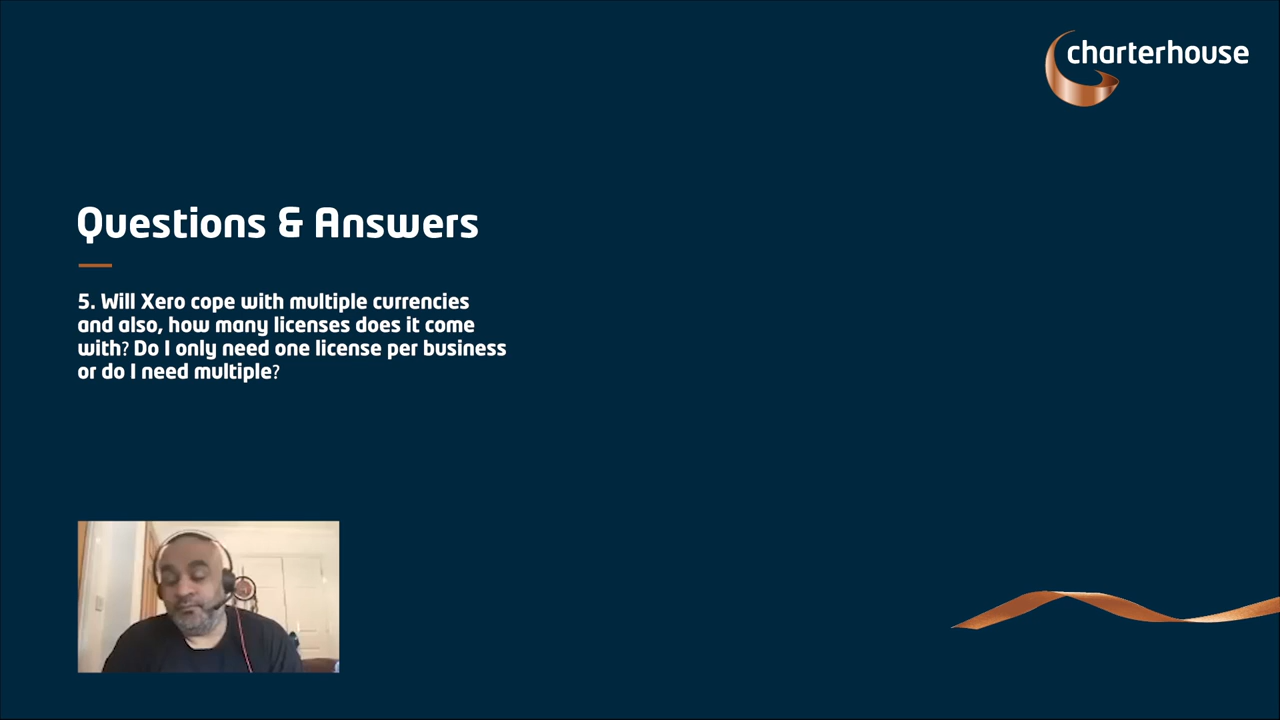 charterhouse
Questions & Answers
5. Will Xero cope with multiple currencies
and also, how many licenses does it come
with? Do I only need one license per business
or do I need multiple?